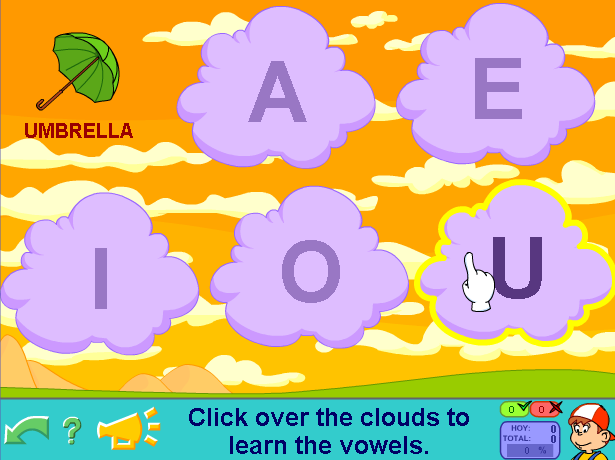 A E
UMBRELLA
I O U
Click over the clouds to
learn the vowels.
?
0 0
HOY: 0
TOTAL: 0
0 %